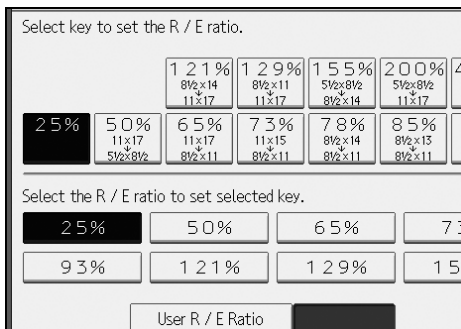 Select key to set the R / E ratio.
121% 129% 155% 200% 4
8½×14 8½×11 5½×8½ 5½×8½
↓ ↓ ↓ ↓
11×17 11×17 8½×14 11×17
25% 50% 65% 73% 78% 85%
11×17 11×17 11×15 8½×14 8½×13
↓ ↓ ↓ ↓ ↓
5½×8½ 8½×11 8½×11 8½×11 8½×11
Select the R / E ratio to set selected key.
25% 50% 65% 73
93% 121% 129% 15
User R / E Ratio